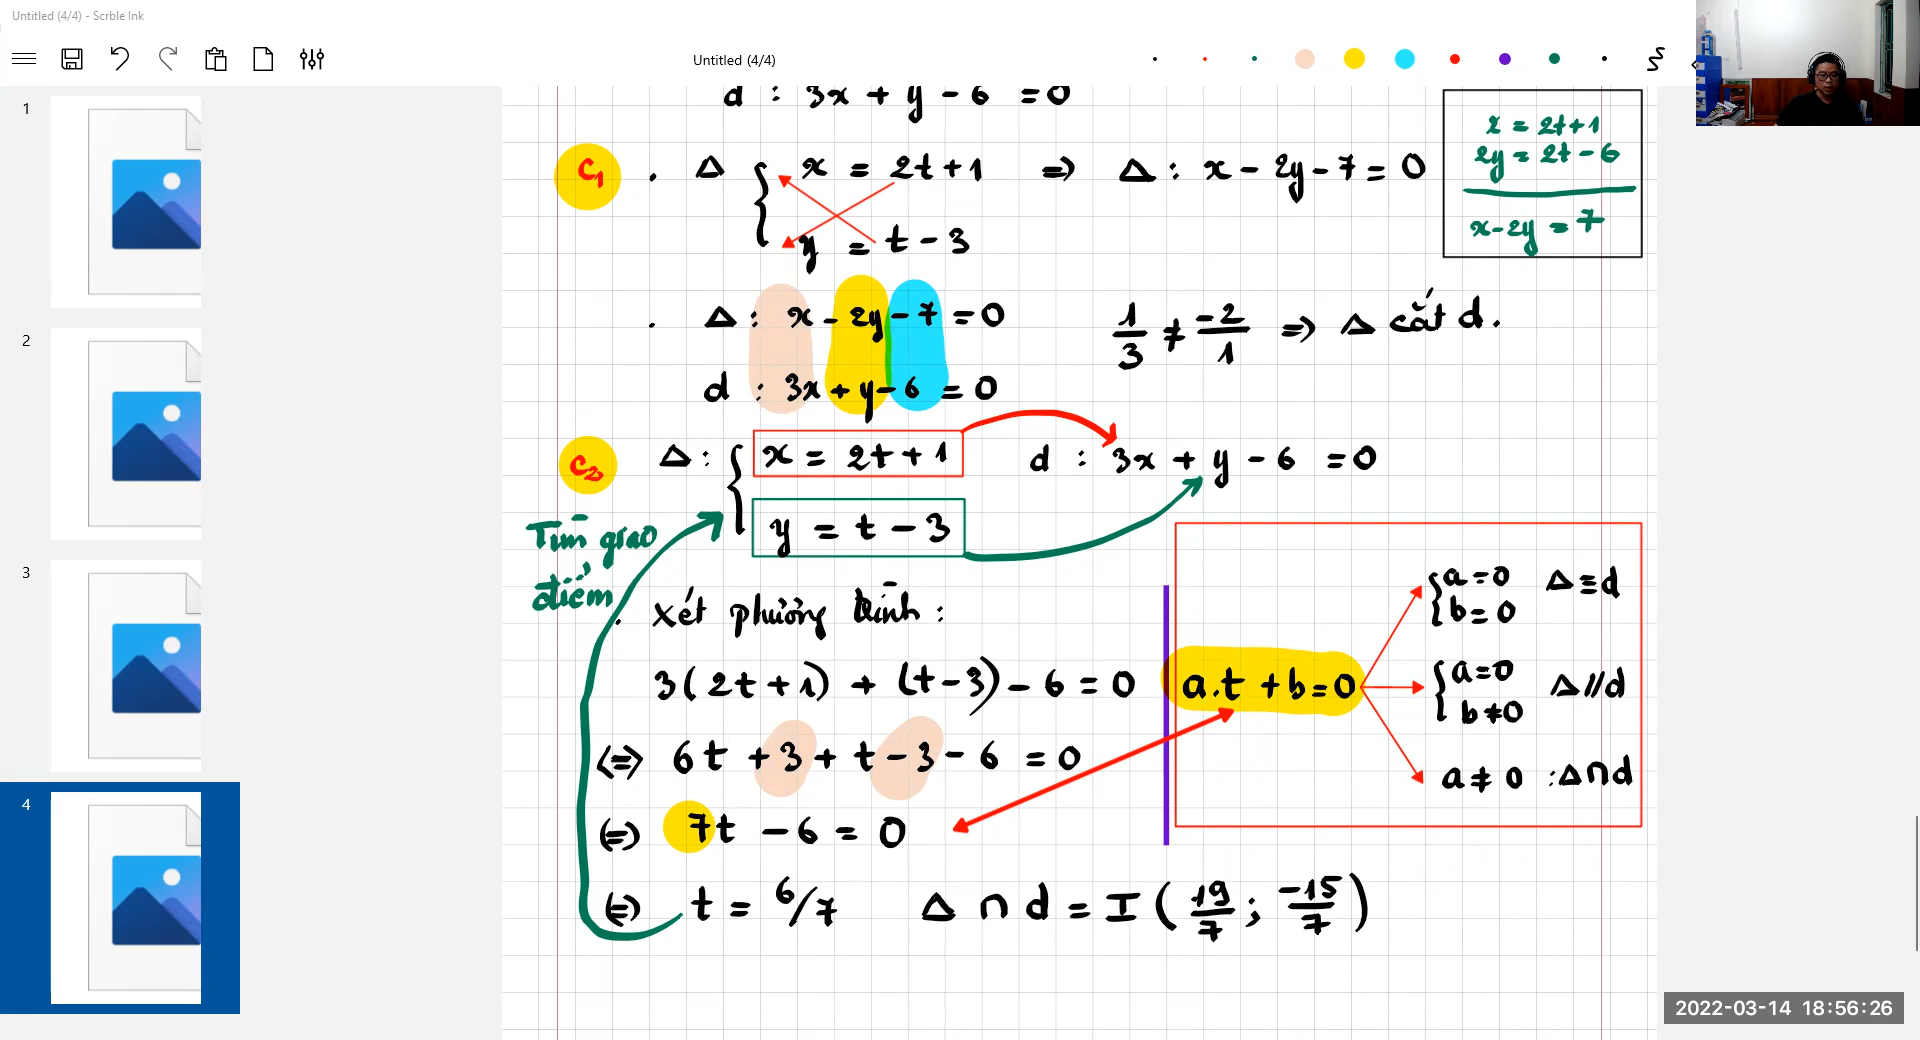 Untitled (4/4) - Scrble Ink
Untitled (4/4)
1
2
3
4
d : 3x + y - 6 = 0
C1 . Δ { x = 2t + 1 => Δ : x - 2y - 7 = 0
y = t - 3
x = 2t + 1
2y = 2t - 6
x - 2y = 7
. Δ : x - 2y - 7 = 0 1/3 ≠ -2/1 => Δ cắt d.
d : 3x + y - 6 = 0
C2 Δ : { x = 2t + 1 d : 3x + y - 6 = 0
y = t - 3
Tìm giao
điểm
. Xét phương trình :
3(2t + 1) + (t - 3) - 6 = 0
<=> 6t + 3 + t - 3 - 6 = 0
<=> 7t - 6 = 0
<=> t = 6/7 Δ ∩ d = I (19/7 ; -15/7)
a.t + b = 0
{ a = 0 Δ ≡ d
b = 0
{ a = 0 Δ // d
b ≠ 0
a ≠ 0 : Δ ∩ d
2022-03-14 18:56:26